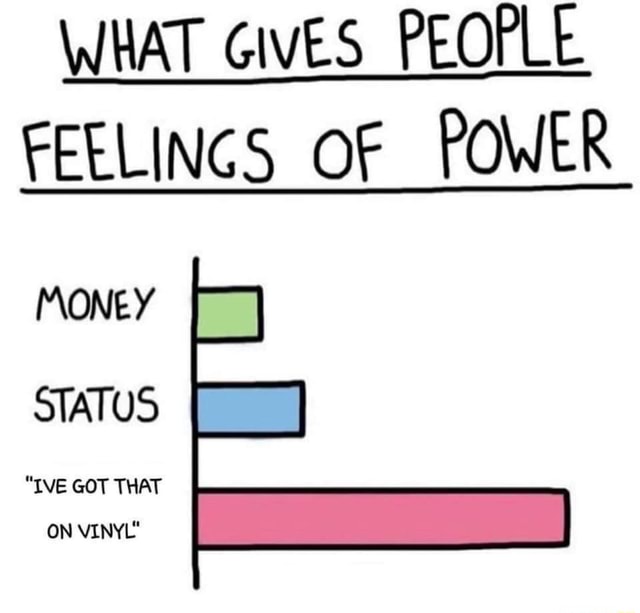 WHAT GIVES PEOPLE
FEELINGS OF POWER
MONEY
STATUS
"IVE GOT THAT
ON VINYL"